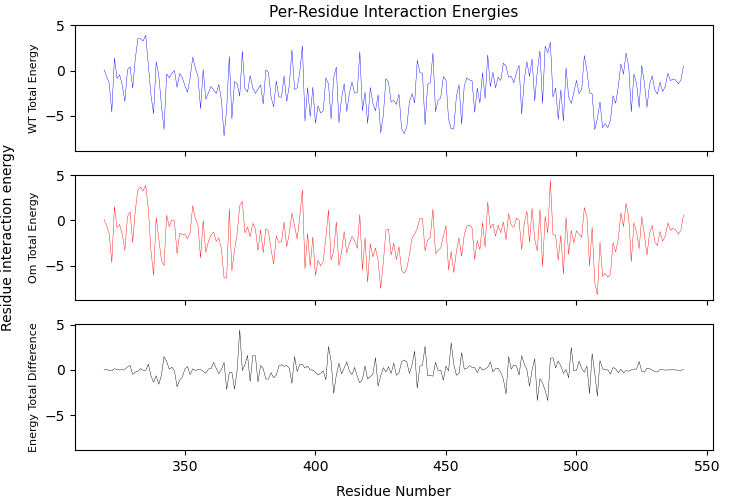 Per-Residue Interaction Energies
Residue interaction energy
WT Total Energy
5
0
−5
Om Total Energy
5
0
−5
Energy Total Difference
5
0
−5
350
400
450
500
550
Residue Number